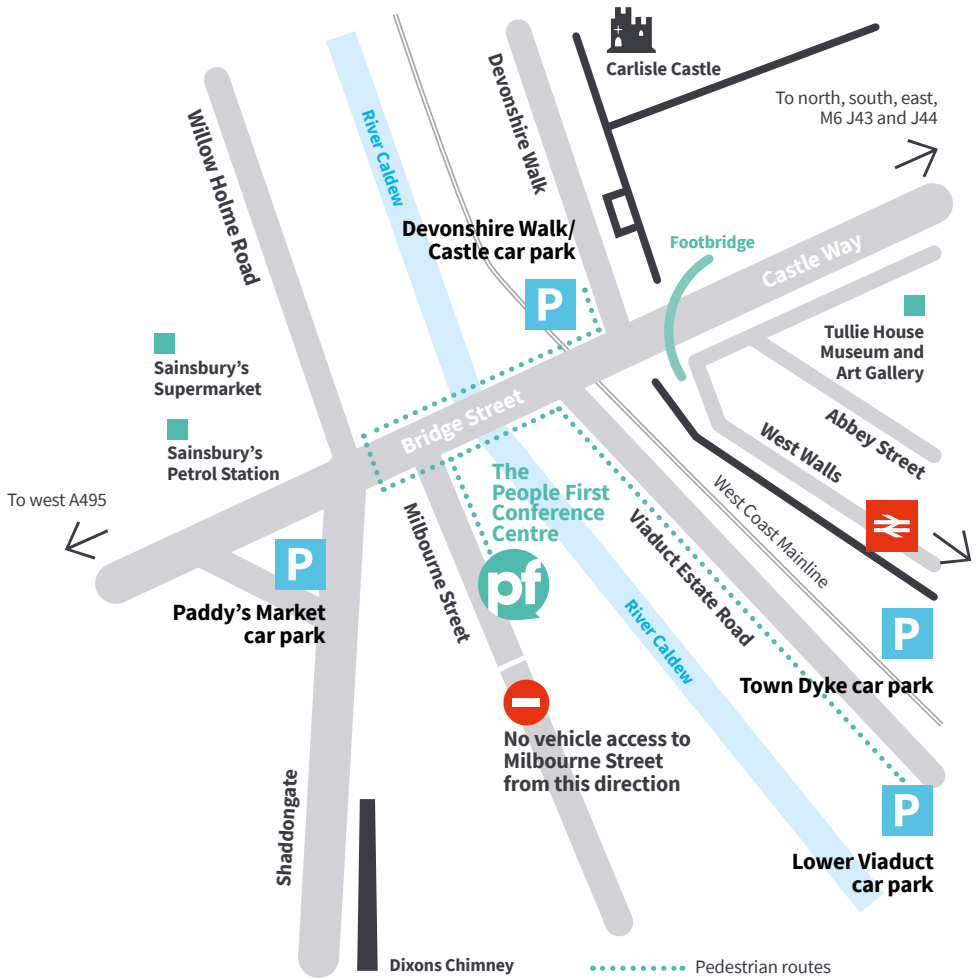 Carlisle Castle
To north, south, east,
M6 J43 and J44
Devonshire Walk
River Caldew
Willow Holme Road
Devonshire Walk/
Castle car park
P
Footbridge
Castle Way
Tullie House
Museum and
Art Gallery
Sainsbury's
Supermarket
Bridge Street
Abbey Street
West Walls
Sainsbury's
Petrol Station
The
People First
Conference
Centre
pf
To west A495
West Coast Mainline
Milbourne Street
Viaduct Estate Road
P
Paddy's Market
car park
River Caldew
P
Town Dyke car park
No vehicle access to
Milbourne Street
from this direction
P
Lower Viaduct
car park
Shaddongate
Dixons Chimney
Pedestrian routes